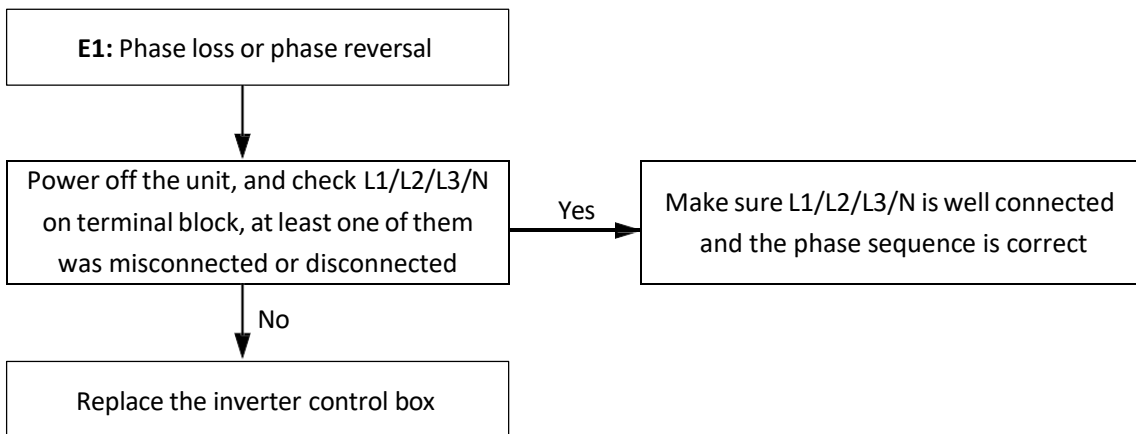 E1: Phase loss or phase reversal
Power off the unit, and check L1/L2/L3/N
on terminal block, at least one of them
was misconnected or disconnected
Yes
Make sure L1/L2/L3/N is well connected
and the phase sequence is correct
No
Replace the inverter control box